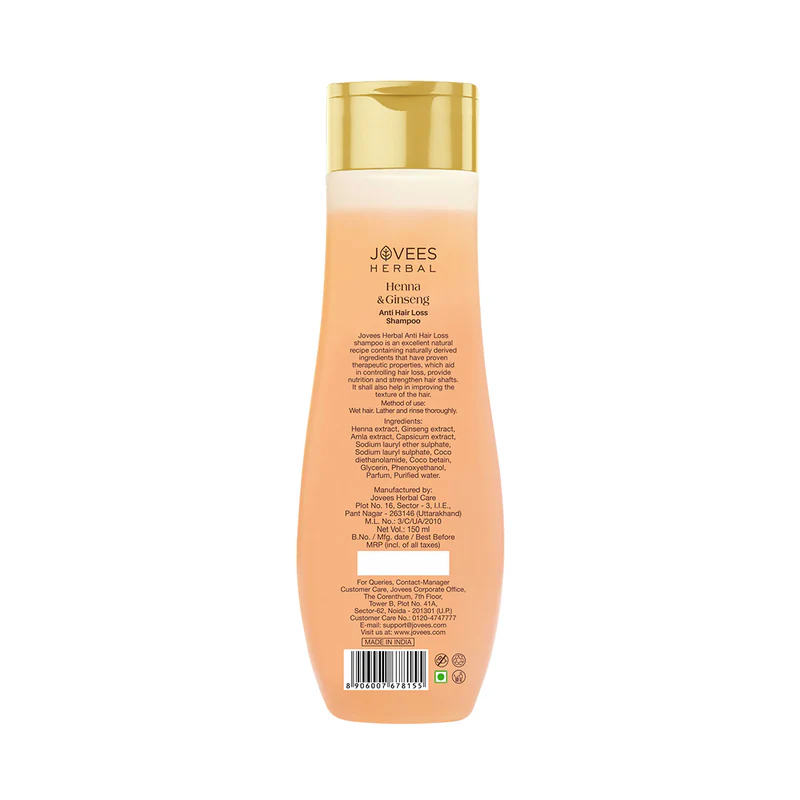 JOVEES
HERBAL
Henna
& Ginseng
Anti Hair Loss
Shampoo
Jovees Herbal Anti Hair Loss
shampoo is an excellent natural
recipe containing naturally derived
ingredients that have proven
therapeutic properties, which aid
in controlling hair loss, provide
nutrition and strengthen hair shafts.
It shall also help in improving the
texture of the hair.
Method of use:
Wet hair. Lather and rinse thoroughly.
Ingredients:
Henna extract, Ginseng extract,
Amla extract, Capsicum extract,
Sodium lauryl ether sulphate,
Sodium lauryl sulphate, Coco
diethanolamide, Coco betain,
Glycerin, Phenoxyethanol,
Parfum, Purified water.
Manufactured by:
Jovees Herbal Care
Plot No. 16, Sector - 3, I.I.E.,
Pant Nagar - 263146 (Uttarakhand)
M.L. No.: 3/C/UA/2010
Net Vol.: 150 ml
B.No. / Mfg. date / Best Before
MRP (incl. of all taxes)
For Queries, Contact-Manager
Customer Care, Jovees Corporate Office,
The Corenthum, 7th Floor,
Tower B, Plot No. 41A,
Sector-62, Noida - 201301 (U.P.)
Customer Care No.: 0120-4747777
E-mail: support@jovees.com
Visit us at: www.jovees.com
MADE IN INDIA
8 906007 678155